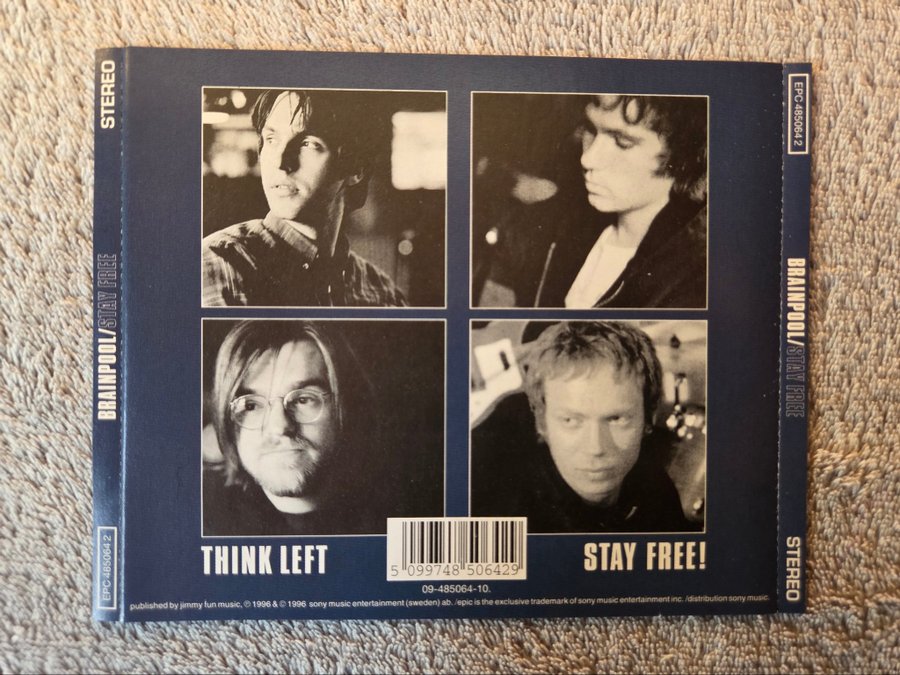 STEREO
BRAINPOOL/STAY FREE
EPC 485064 2
EPC 485064 2
BRAINPOOL/STAY FREE
STEREO
THINK LEFT
STAY FREE!
5 099748 506429
09-485064-10.
published by jimmy fun music, ℗ 1996 & © 1996 sony music entertainment (sweden) ab. /epic is the exclusive trademark of sony music entertainment inc. /distribution sony music.